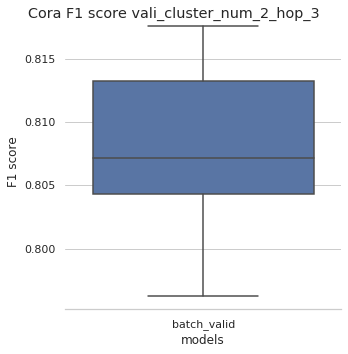 Cora F1 score vali_cluster_num_2_hop_3
0.815
0.810
0.805
0.800
F1 score
batch_valid
models